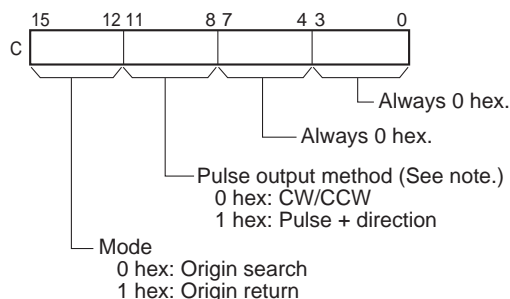 15 12 11 8 7 4 3 0
C
Always 0 hex.
Always 0 hex.
Pulse output method (See note.)
0 hex: CW/CCW
1 hex: Pulse + direction
Mode
0 hex: Origin search
1 hex: Origin return